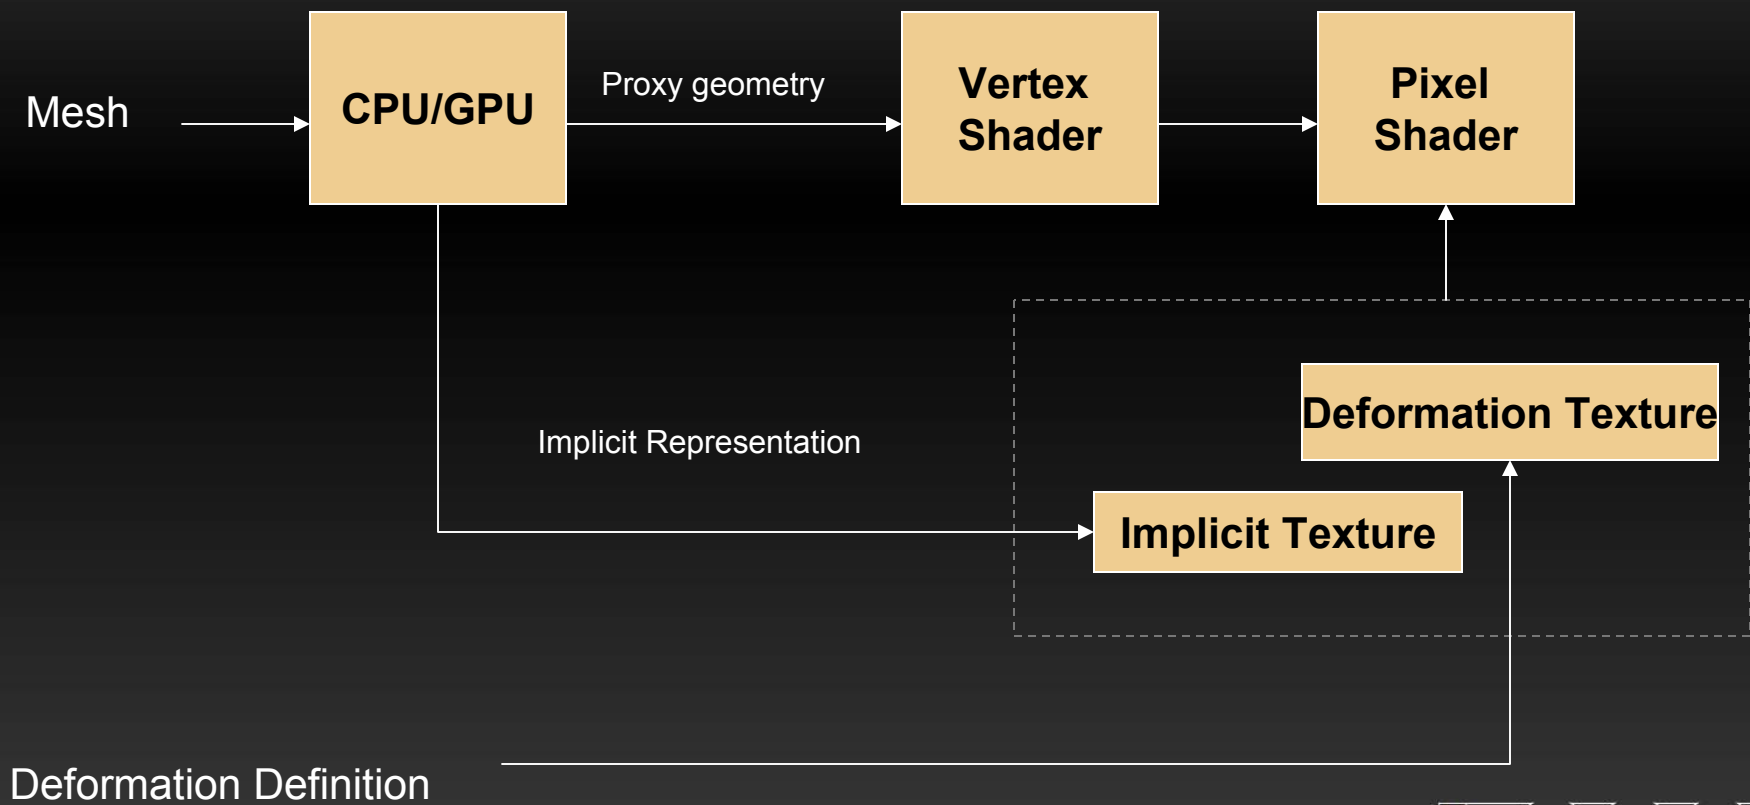 Mesh
CPU/GPU
Proxy geometry
Vertex
Shader
Pixel
Shader
Deformation Texture
Implicit Representation
Implicit Texture
Deformation Definition